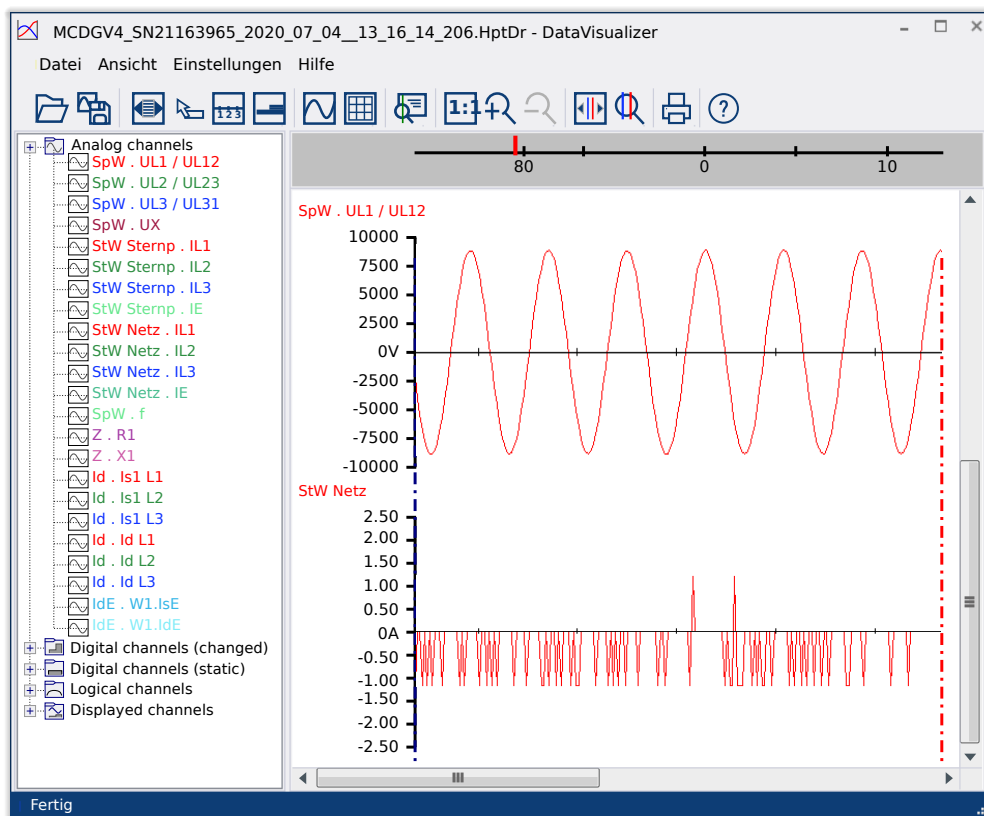 MCDGV4_SN21163965_2020_07_04__13_16_14_206.HptDr - DataVisualizer
Datei Ansicht Einstellungen Hilfe
1 2 3
1:1
?
Analog channels
SpW . UL1 / UL12
SpW . UL2 / UL23
SpW . UL3 / UL31
SpW . UX
StW Sternp . IL1
StW Sternp . IL2
StW Sternp . IL3
StW Sternp . IE
StW Netz . IL1
StW Netz . IL2
StW Netz . IL3
StW Netz . IE
SpW . f
Z . R1
Z . X1
Id . Is1 L1
Id . Is1 L2
Id . Is1 L3
Id . Id L1
Id . Id L2
Id . Id L3
IdE . W1.IsE
IdE . W1.IdE
Digital channels (changed)
Digital channels (static)
Logical channels
Displayed channels
80 0 10
SpW . UL1 / UL12
10000
7500
5000
2500
0V
-2500
-5000
-7500
-10000
StW Netz
2.50
2.00
1.50
1.00
0.50
0A
-0.50
-1.00
-1.50
-2.00
-2.50
Fertig